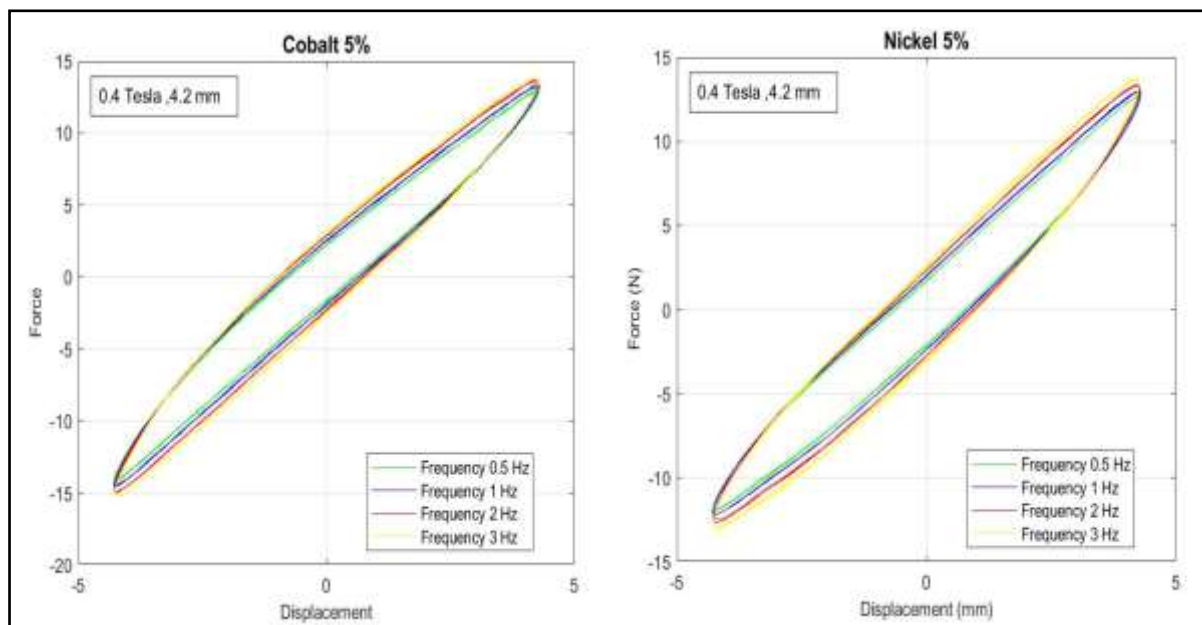 Cobalt 5%
0.4 Tesla ,4.2 mm
15
10
5
0
-5
-10
-15
-20
Force
-5
0
5
Displacement
Frequency 0.5 Hz
Frequency 1 Hz
Frequency 2 Hz
Frequency 3 Hz
Nickel 5%
0.4 Tesla ,4.2 mm
15
10
5
0
-5
-10
-15
Force (N)
-5
0
5
Displacement (mm)
Frequency 0.5 Hz
Frequency 1 Hz
Frequency 2 Hz
Frequency 3 Hz